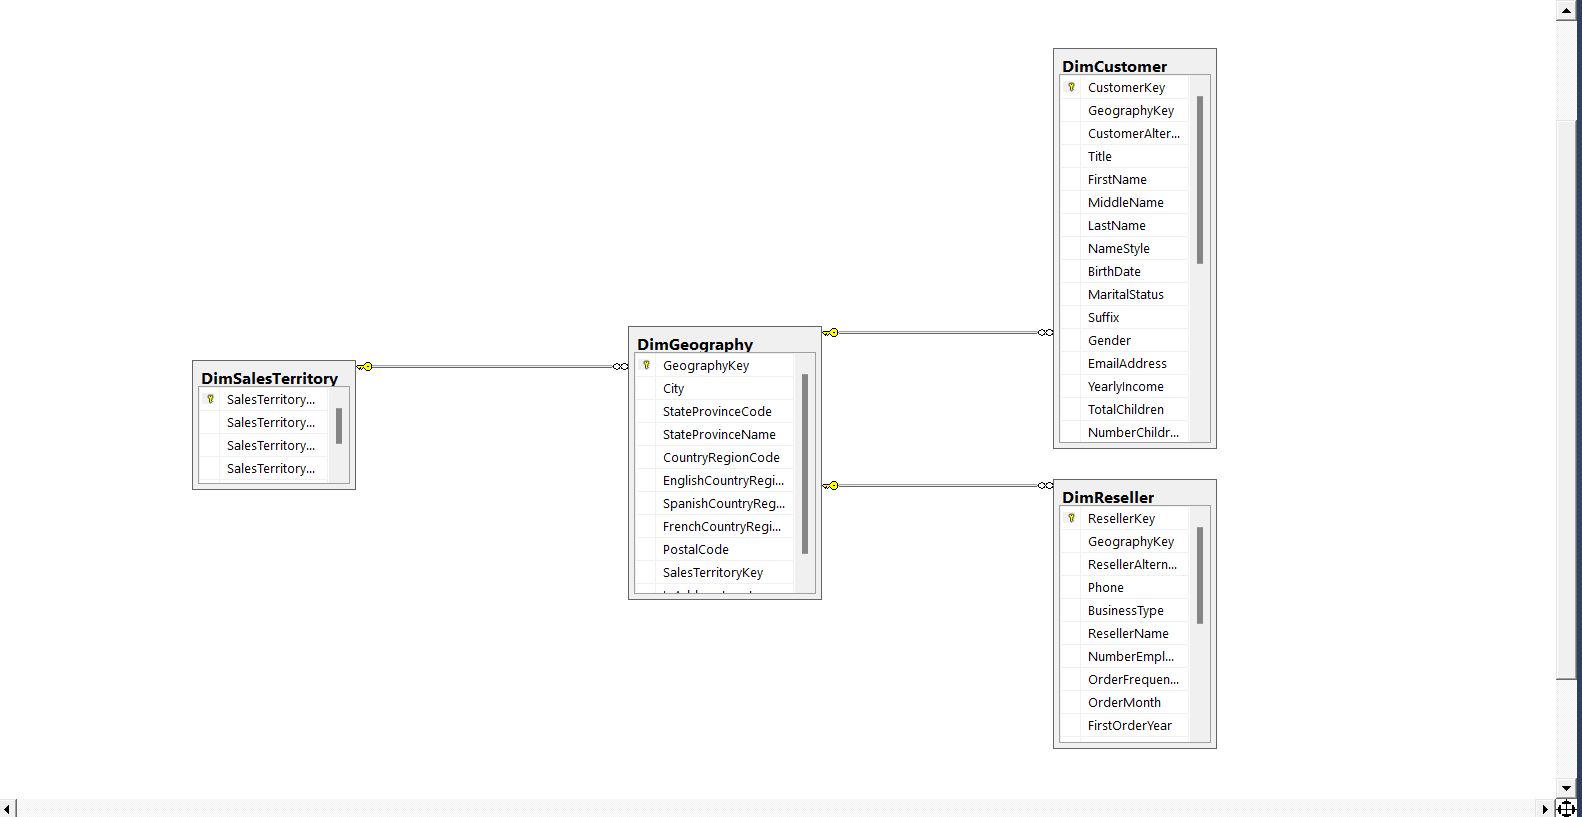 DimCustomer
CustomerKey
GeographyKey
CustomerAlter...
Title
FirstName
MiddleName
LastName
NameStyle
BirthDate
MaritalStatus
Suffix
Gender
EmailAddress
YearlyIncome
TotalChildren
NumberChildr...
DimGeography
GeographyKey
City
StateProvinceCode
StateProvinceName
CountryRegionCode
EnglishCountryRegi...
SpanishCountryReg...
FrenchCountryRegi...
PostalCode
SalesTerritoryKey
DimSalesTerritory
SalesTerritory...
SalesTerritory...
SalesTerritory...
SalesTerritory...
DimReseller
ResellerKey
GeographyKey
ResellerAltern...
Phone
BusinessType
ResellerName
NumberEmpl...
OrderFrequen...
OrderMonth
FirstOrderYear